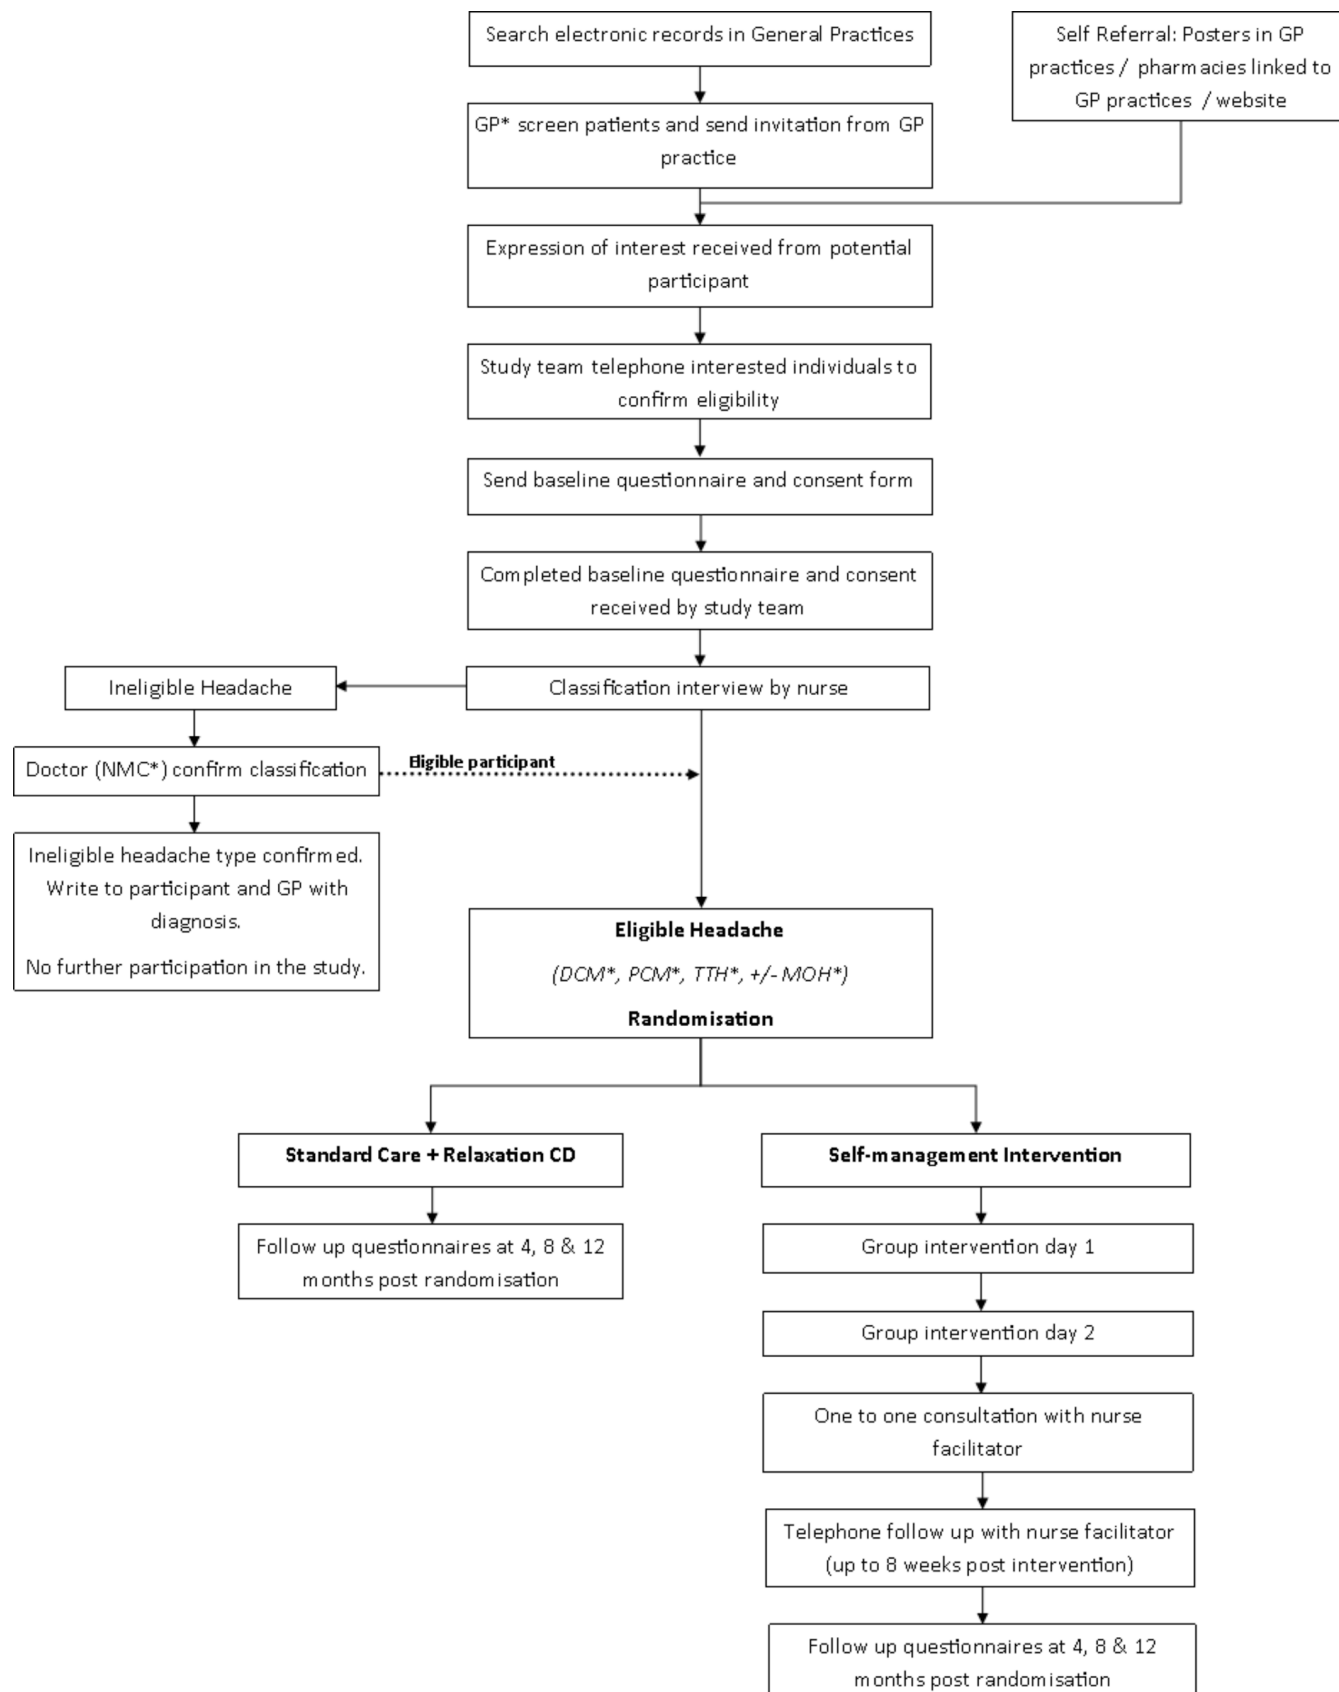 Search electronic records in General Practices
Self Referral: Posters in GP
practices / pharmacies linked to
GP practices / website
GP* screen patients and send invitation from GP
practice
Expression of interest received from potential
participant
Study team telephone interested individuals to
confirm eligibility
Send baseline questionnaire and consent form
Completed baseline questionnaire and consent
received by study team
Ineligible Headache
Classification interview by nurse
Doctor (NMC*) confirm classification
Eligible participant
Ineligible headache type confirmed.
Write to participant and GP with
diagnosis.
No further participation in the study.
Eligible Headache
(DCM*, PCM*, TTH*, +/- MOH*)
Randomisation
Standard Care + Relaxation CD
Follow up questionnaires at 4, 8 & 12
months post randomisation
Self-management Intervention
Group intervention day 1
Group intervention day 2
One to one consultation with nurse
facilitator
Telephone follow up with nurse facilitator
(up to 8 weeks post intervention)
Follow up questionnaires at 4, 8 & 12
months post randomisation